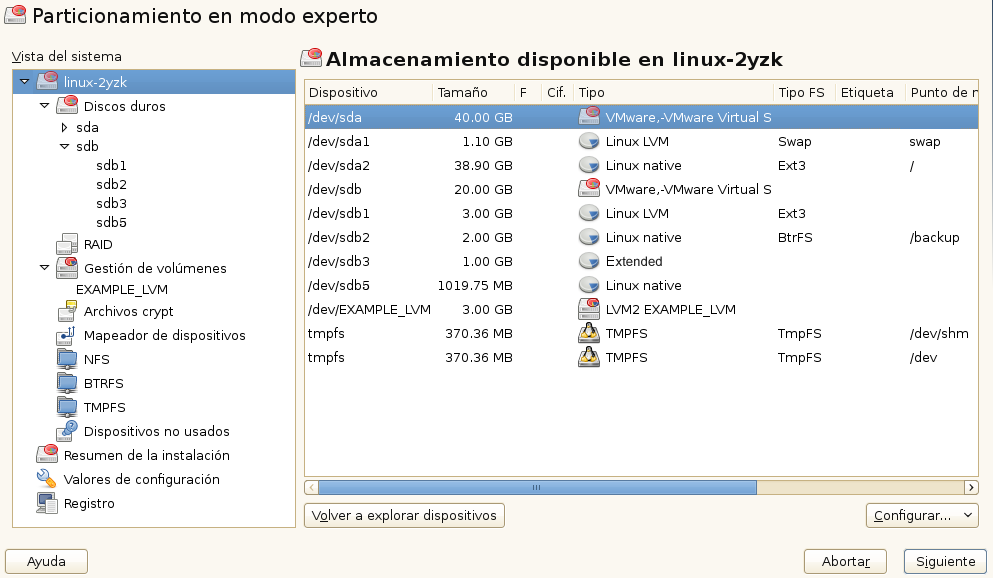 Particionamiento en modo experto
Vista del sistema
linux-2yzk
Discos duros
sda
sdb
sdb1
sdb2
sdb3
sdb5
RAID
Gestión de volúmenes
EXAMPLE_LVM
Archivos crypt
Mapeador de dispositivos
NFS
BTRFS
TMPFS
Dispositivos no usados
Resumen de la instalación
Valores de configuración
Registro
Almacenamiento disponible en linux-2yzk
Dispositivo Tamaño F Cif. Tipo Tipo FS Etiqueta Punto de
/dev/sda 40.00 GB VMware,-VMware Virtual S
/dev/sda1 1.10 GB Linux LVM Swap swap
/dev/sda2 38.90 GB Linux native Ext3 /
/dev/sdb 20.00 GB VMware,-VMware Virtual S
/dev/sdb1 3.00 GB Linux LVM Ext3
/dev/sdb2 2.00 GB Linux native BtrFS /backup
/dev/sdb3 1.00 GB Extended
/dev/sdb5 1019.75 MB Linux native
/dev/EXAMPLE_LVM 3.00 GB LVM2 EXAMPLE_LVM
tmpfs 370.36 MB TMPFS TmpFS /dev/shm
tmpfs 370.36 MB TMPFS TmpFS /dev
Volver a explorar dispositivos
Configurar...
Ayuda
Abortar
Siguiente